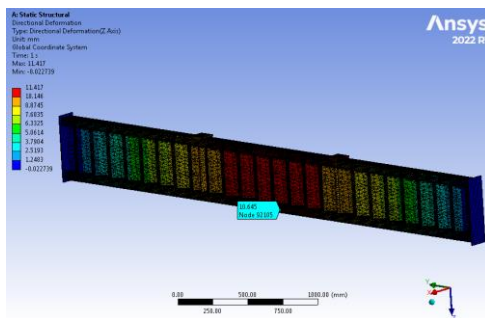 A: Static Structural
Directional Deformation
Type: Directional Deformation(Z Axis)
Unit: mm
Global Coordinate System
Time: 1 s
Max: 11.417
Min: -0.022739
11.417
10.146
8.8745
7.6035
6.3325
5.0614
3.7904
2.5193
1.2483
-0.022739
Ansys
2022 R
10.645
Node 92105
0.00
500.00
1000.00 (mm)
250.00
750.00